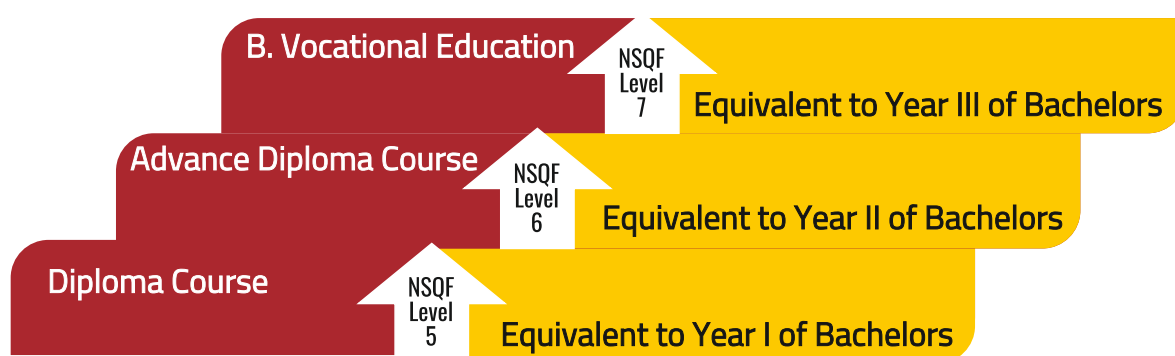 B. Vocational Education
NSQF
Level
7
Equivalent to Year III of Bachelors
Advance Diploma Course
NSQF
Level
6
Equivalent to Year II of Bachelors
Diploma Course
NSQF
Level
5
Equivalent to Year I of Bachelors